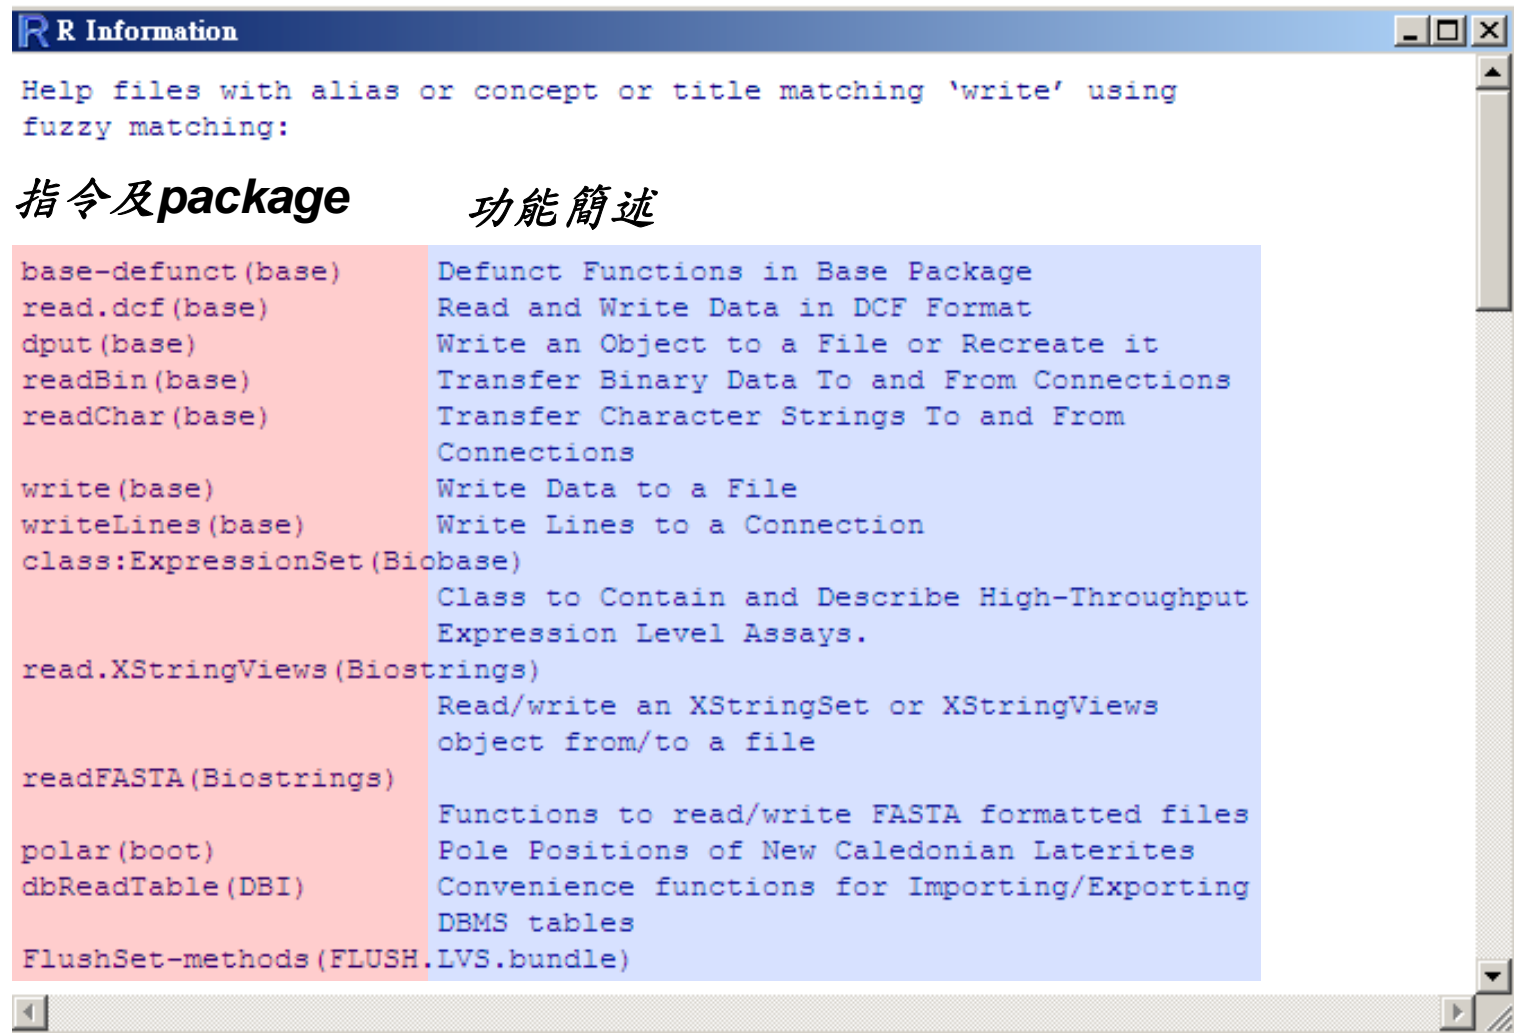 R Information
Help files with alias or concept or title matching ‘write’ using
fuzzy matching:
指令及package 功能簡述
base-defunct(base) Defunct Functions in Base Package
read.dcf(base) Read and Write Data in DCF Format
dput(base) Write an Object to a File or Recreate it
readBin(base) Transfer Binary Data To and From Connections
readChar(base) Transfer Character Strings To and From
Connections
write(base) Write Data to a File
writeLines(base) Write Lines to a Connection
class:ExpressionSet(Biobase)
Class to Contain and Describe High-Throughput
Expression Level Assays.
read.XStringViews(Biostrings)
Read/write an XStringSet or XStringViews
object from/to a file
readFASTA(Biostrings)
Functions to read/write FASTA formatted files
polar(boot) Pole Positions of New Caledonian Laterites
dbReadTable(DBI) Convenience functions for Importing/Exporting
DBMS tables
FlushSet-methods(FLUSH.LVS.bundle)